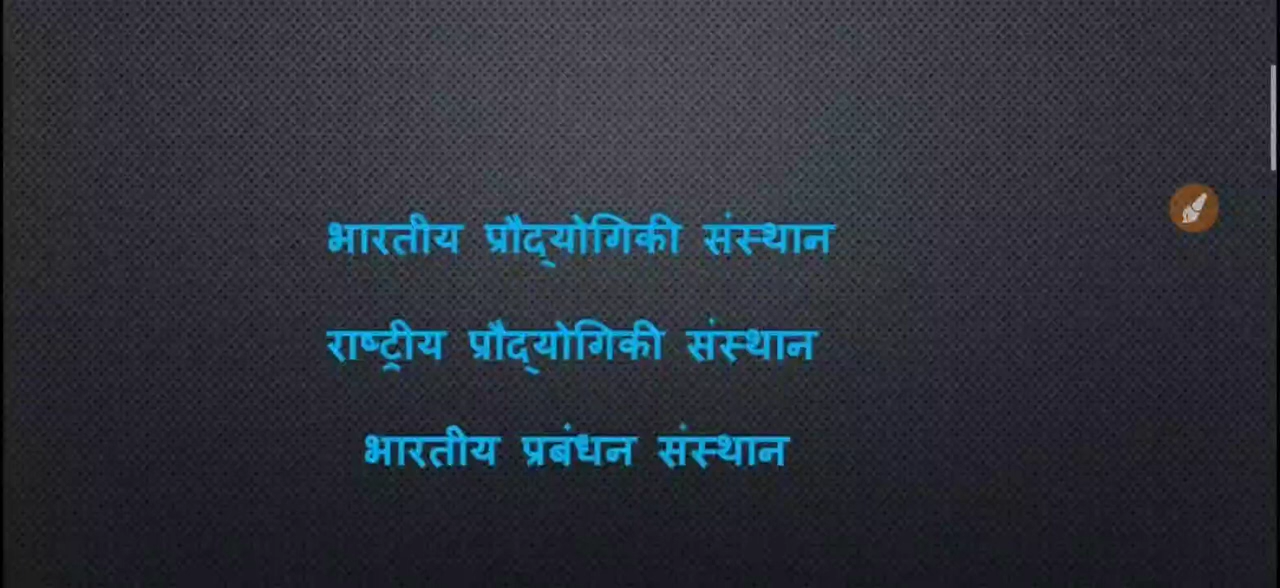 भारतीय प्रौद्‌योगिकी संस्थान
राष्ट्रीय प्रौद्‌योगिकी संस्थान
भारतीय प्रबंधन संस्थान